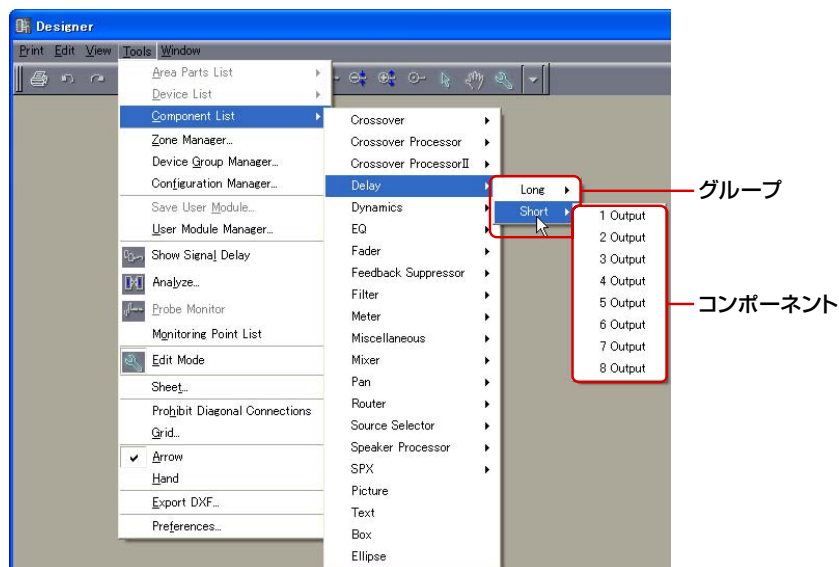 Designer
Print Edit View Tools Window
Area Parts List
Device List
Component List
Zone Manager...
Device Group Manager...
Configuration Manager...
Save User Module...
User Module Manager...
Show Signal Delay
Analyze...
Probe Monitor
Monitoring Point List
Edit Mode
Sheet...
Prohibit Diagonal Connections
Grid...
Arrow
Hand
Export DXF...
Preferences...
Crossover
Crossover Processor
Crossover ProcessorII
Delay
Dynamics
EQ
Fader
Feedback Suppressor
Filter
Meter
Miscellaneous
Mixer
Pan
Router
Source Selector
Speaker Processor
SPX
Picture
Text
Box
Ellipse
Long
Short
1 Output
2 Output
3 Output
4 Output
5 Output
6 Output
7 Output
8 Output
グループ
コンポーネント